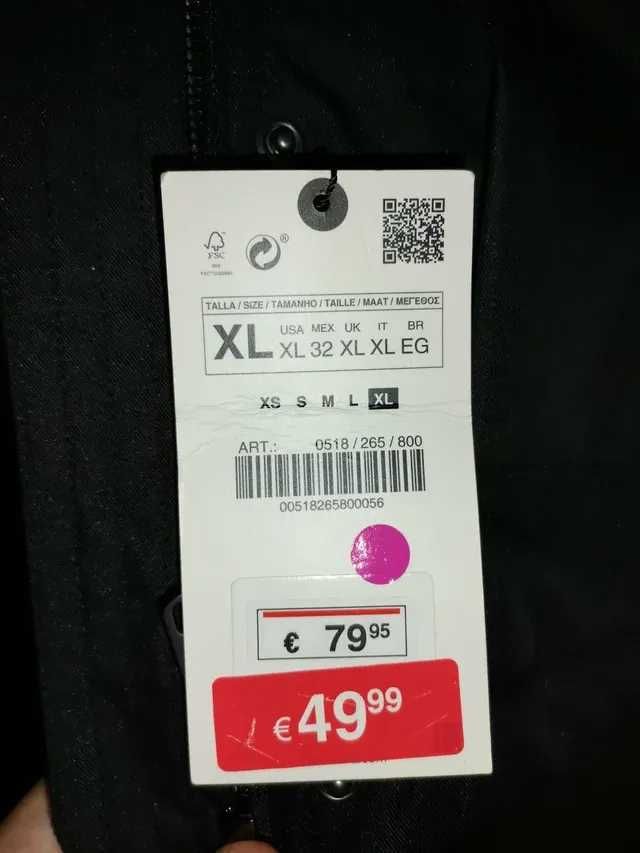 FSC
®
TALLA / SIZE / TAMANHO / TAILLE / MAAT / ΜΕΓΕΘΟΣ
XL
USA MEX UK IT BR
XL 32 XL XL EG
XS S M L XL
ART.: 0518 / 265 / 800
00518265800056
€ 79 95
€ 49 99